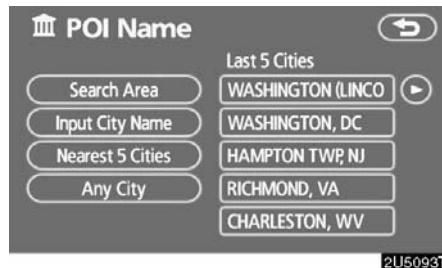 POI Name
Last 5 Cities
Search Area
WASHINGTON (LINCO
Input City Name
WASHINGTON, DC
Nearest 5 Cities
HAMPTON TWP, NJ
Any City
RICHMOND, VA
CHARLESTON, WV
2U5093